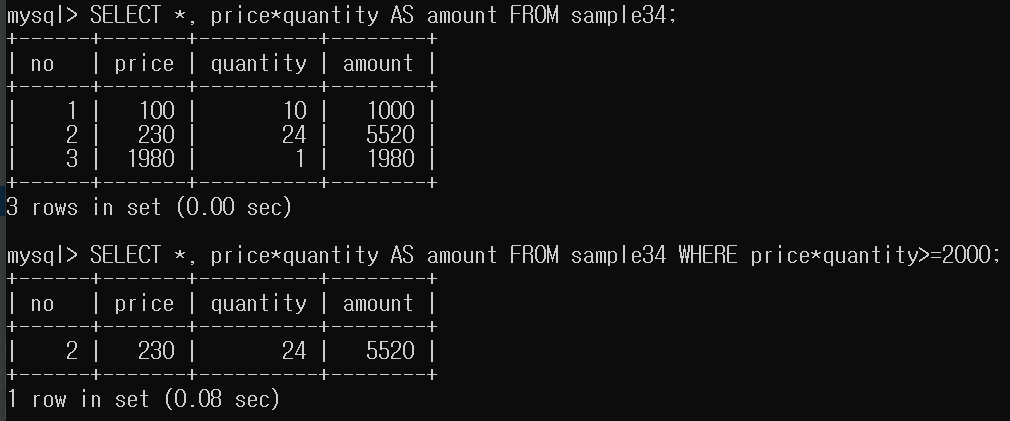 mysql> SELECT *, price*quantity AS amount FROM sample34;
+------+-------+----------+--------+
| no   | price | quantity | amount |
+------+-------+----------+--------+
|    1 |   100 |       10 |   1000 |
|    2 |   230 |       24 |   5520 |
|    3 |  1980 |        1 |   1980 |
+------+-------+----------+--------+
3 rows in set (0.00 sec)

mysql> SELECT *, price*quantity AS amount FROM sample34 WHERE price*quantity>=2000;
+------+-------+----------+--------+
| no   | price | quantity | amount |
+------+-------+----------+--------+
|    2 |   230 |       24 |   5520 |
+------+-------+----------+--------+
1 row in set (0.08 sec)